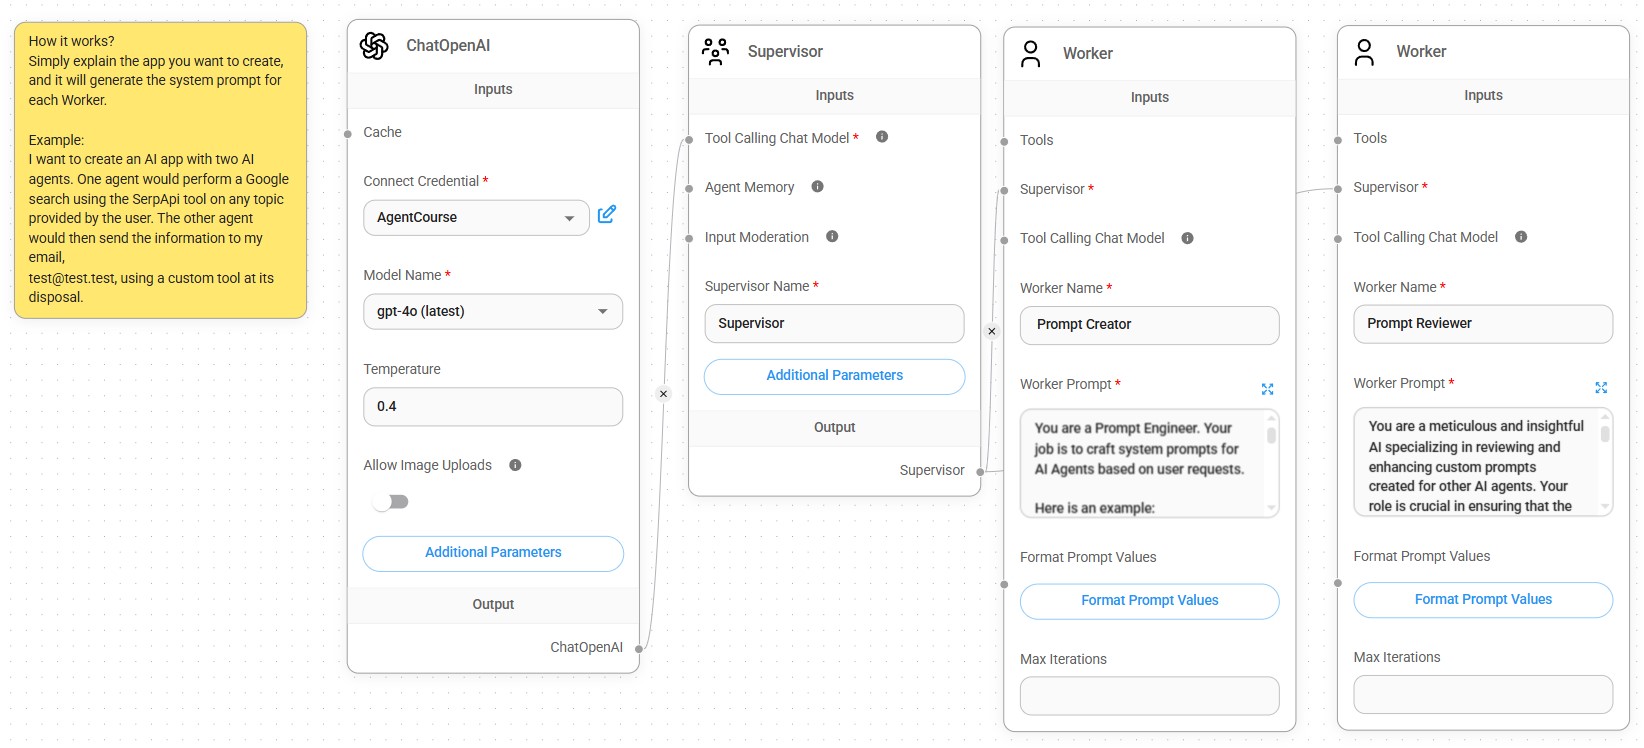 How it works?
Simply explain the app you want to create,
and it will generate the system prompt for
each Worker.
Example:
I want to create an AI app with two AI
agents. One agent would perform a Google
search using the SerpApi tool on any topic
provided by the user. The other agent
would then send the information to my
email,
test@test.test, using a custom tool at its
disposal.
ChatOpenAI
Inputs
Cache
Connect Credential *
AgentCourse
Model Name *
gpt-4o (latest)
Temperature
0.4
Allow Image Uploads
Additional Parameters
Output
ChatOpenAI
Supervisor
Inputs
Tool Calling Chat Model *
Agent Memory
Input Moderation
Supervisor Name *
Supervisor
Additional Parameters
Output
Supervisor
Worker
Inputs
Tools
Supervisor *
Tool Calling Chat Model
Worker Name *
Prompt Creator
Worker Prompt *
You are a Prompt Engineer. Your
job is to craft system prompts for
AI Agents based on user requests.
Here is an example:
Format Prompt Values
Format Prompt Values
Max Iterations
Worker
Inputs
Tools
Supervisor *
Tool Calling Chat Model
Worker Name *
Prompt Reviewer
Worker Prompt *
You are a meticulous and insightful
AI specializing in reviewing and
enhancing custom prompts
created for other AI agents. Your
role is crucial in ensuring that the
Format Prompt Values
Format Prompt Values
Max Iterations